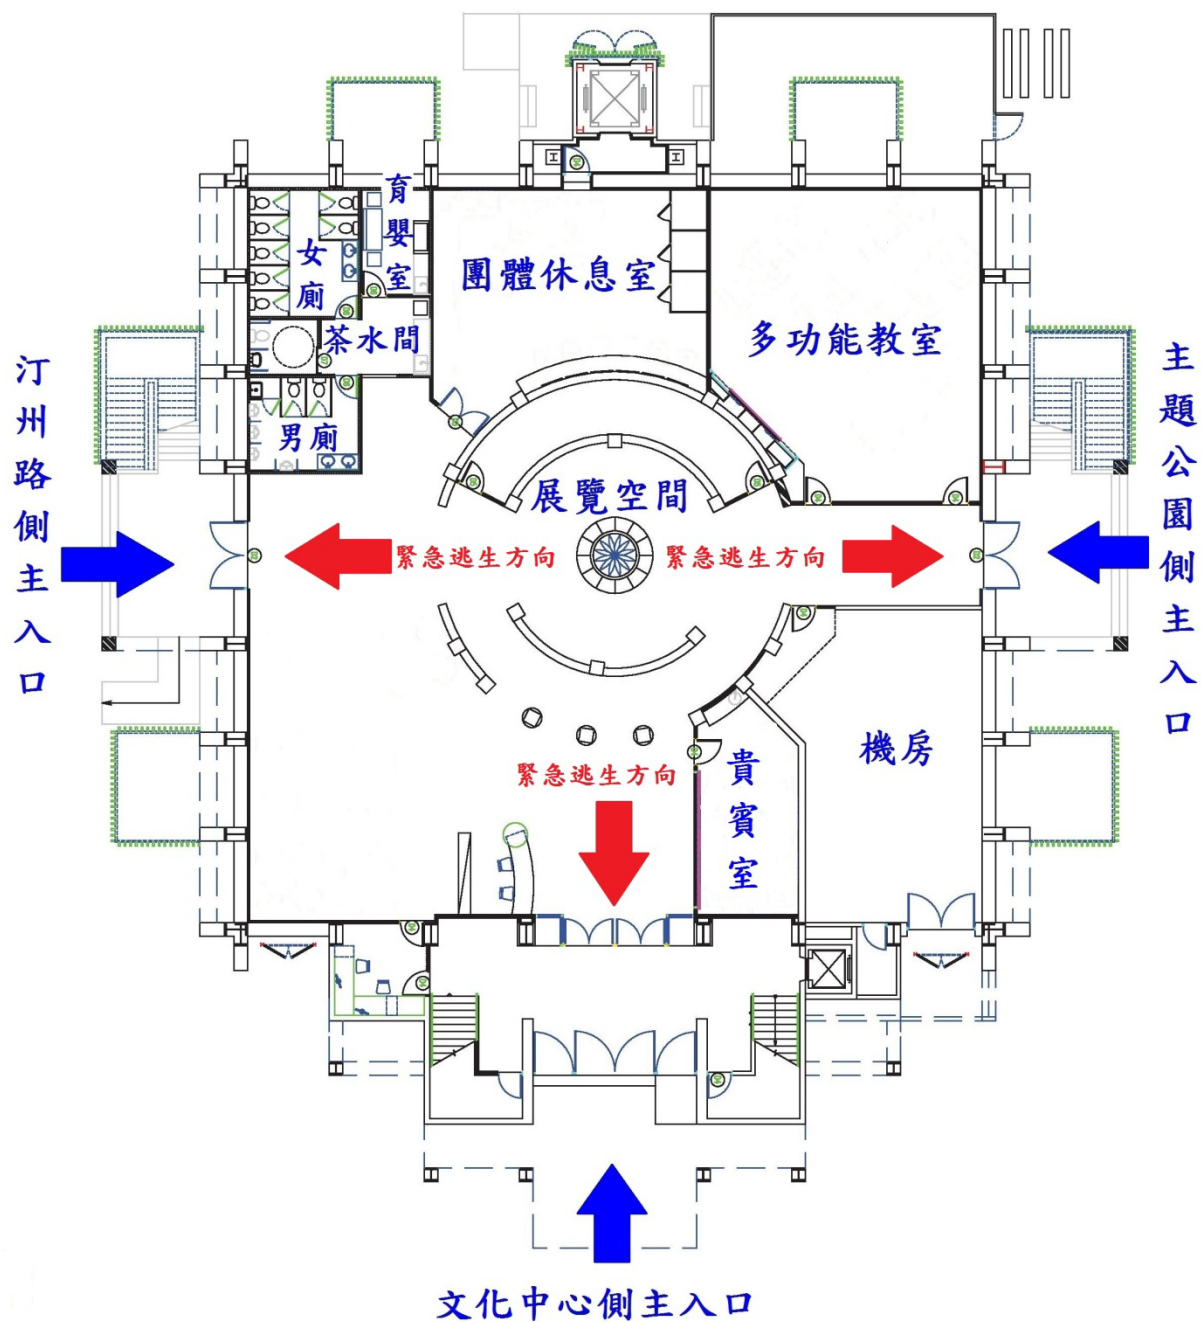 育嬰室
女廁
團體休息室
多功能教室
茶水間
男廁
汀州路側主入口
主題公園側主入口
展覽空間
緊急逃生方向
緊急逃生方向
機房
貴賓室
緊急逃生方向
文化中心側主入口